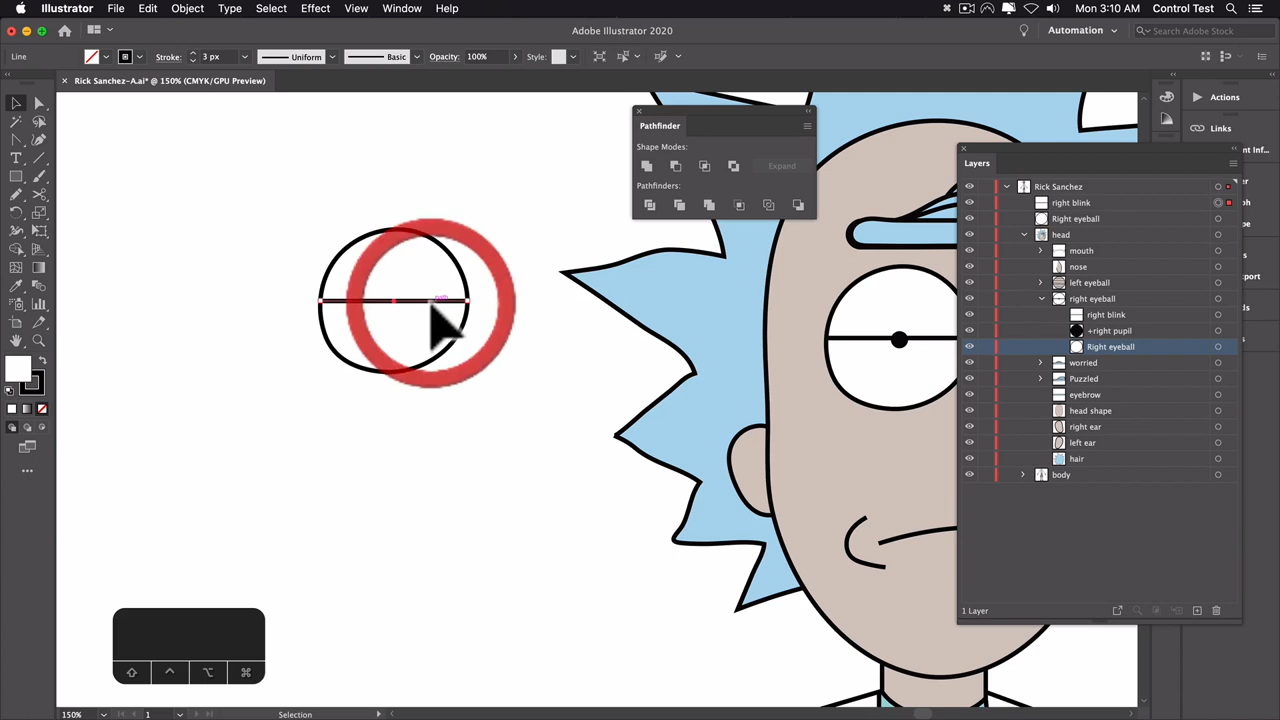 Illustrator File Edit Object Type Select Effect View Window Help Mon 3:10 AM Control Test
Adobe Illustrator 2020 Automation Search Adobe Stock
Line Stroke: 3 px Uniform Basic Opacity: 100% Style:
Rick Sanchez-A.ai* @ 150% (CMYK/GPU Preview)
Pathfinder
Shape Modes:
Expand
Pathfinders:
path
Layers
Rick Sanchez
right blink
Right eyeball
head
mouth
nose
left eyeball
right eyeball
right blink
+right pupil
Right eyeball
worried
Puzzled
eyebrow
head shape
right ear
left ear
hair
body
1 Layer
Actions
Links
150% 1 Selection